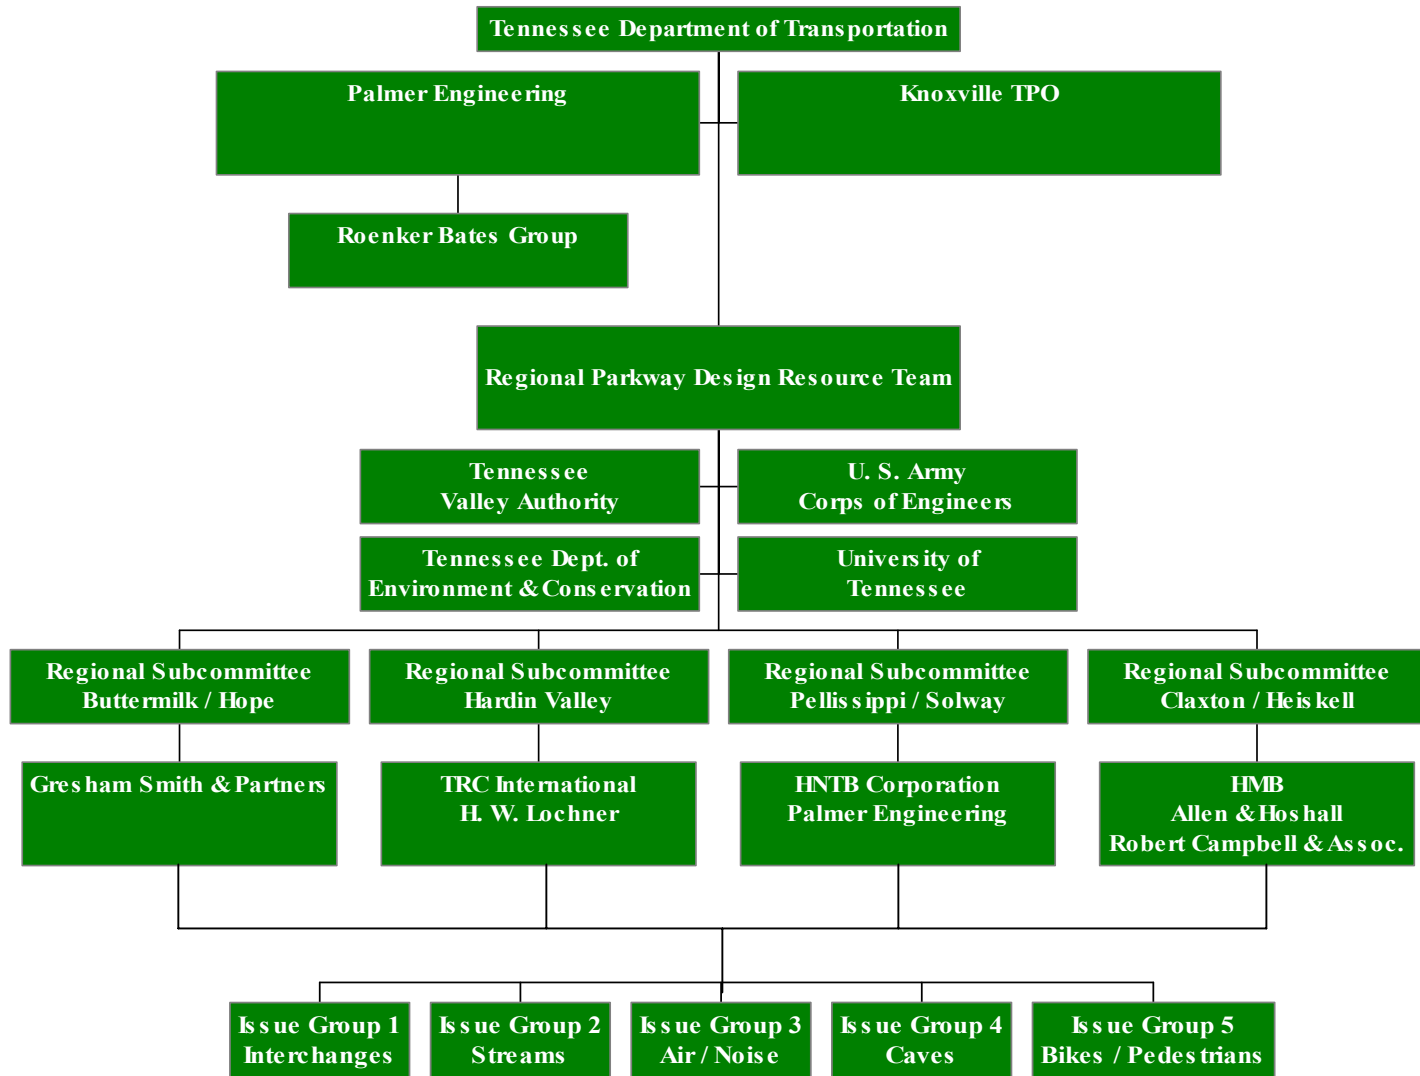 Tennessee Department of Transportation
Palmer Engineering
Knoxville TPO
Roenker Bates Group
Regional Parkway Design Resource Team
Tennessee
Valley Authority
U. S. Army
Corps of Engineers
Tennessee Dept. of
Environment & Conservation
University of
Tennessee
Regional Subcommittee
Buttermilk / Hope
Regional Subcommittee
Hardin Valley
Regional Subcommittee
Pellissippi / Solway
Regional Subcommittee
Claxton / Heiskell
Gresham Smith & Partners
TRC International
H. W. Lochner
HNTB Corporation
Palmer Engineering
HMB
Allen & Hoshall
Robert Campbell & Assoc.
Issue Group 1
Interchanges
Issue Group 2
Streams
Issue Group 3
Air / Noise
Issue Group 4
Caves
Issue Group 5
Bikes / Pedestrians